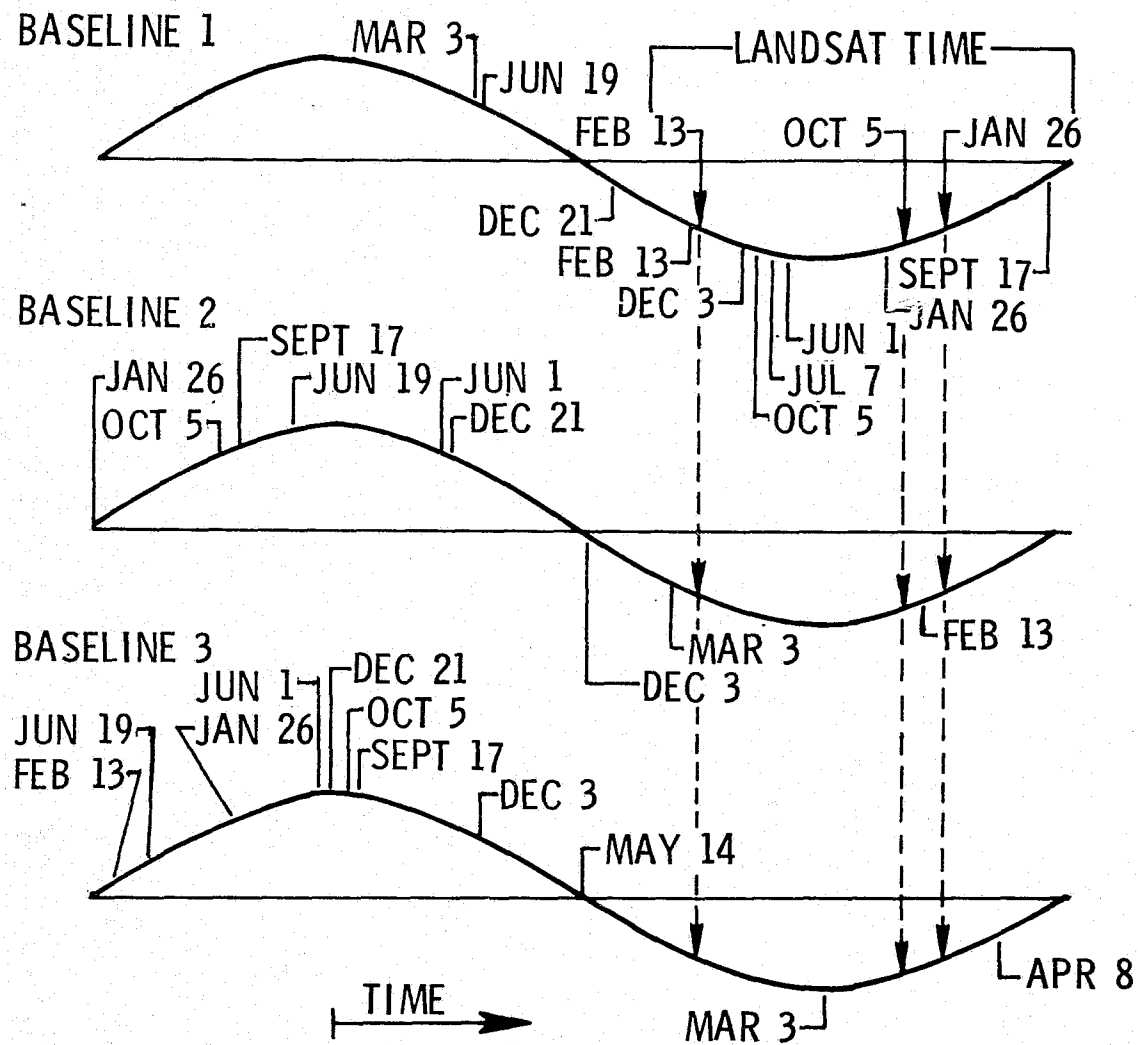 BASELINE 1
MAR 3
JUN 19
LANDSAT TIME
FEB 13
OCT 5
JAN 26
DEC 21
FEB 13
DEC 3
SEPT 17
JAN 26
JUN 1
JUL 7
OCT 5
BASELINE 2
SEPT 17
JAN 26
JUN 19
JUN 1
OCT 5
DEC 21
MAR 3
FEB 13
DEC 3
BASELINE 3
DEC 21
JUN 1
OCT 5
JUN 19
JAN 26
SEPT 17
FEB 13
DEC 3
MAY 14
APR 8
TIME
MAR 3